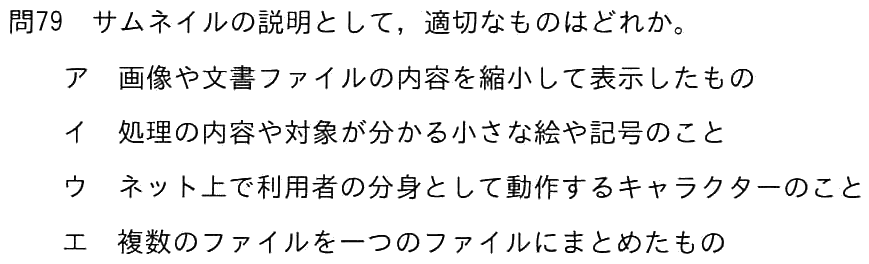 問79　サムネイルの説明として，適切なものはどれか。
ア　画像や文書ファイルの内容を縮小して表示したもの
イ　処理の内容や対象が分かる小さな絵や記号のこと
ウ　ネット上で利用者の分身として動作するキャラクターのこと
エ　複数のファイルを一つのファイルにまとめたもの